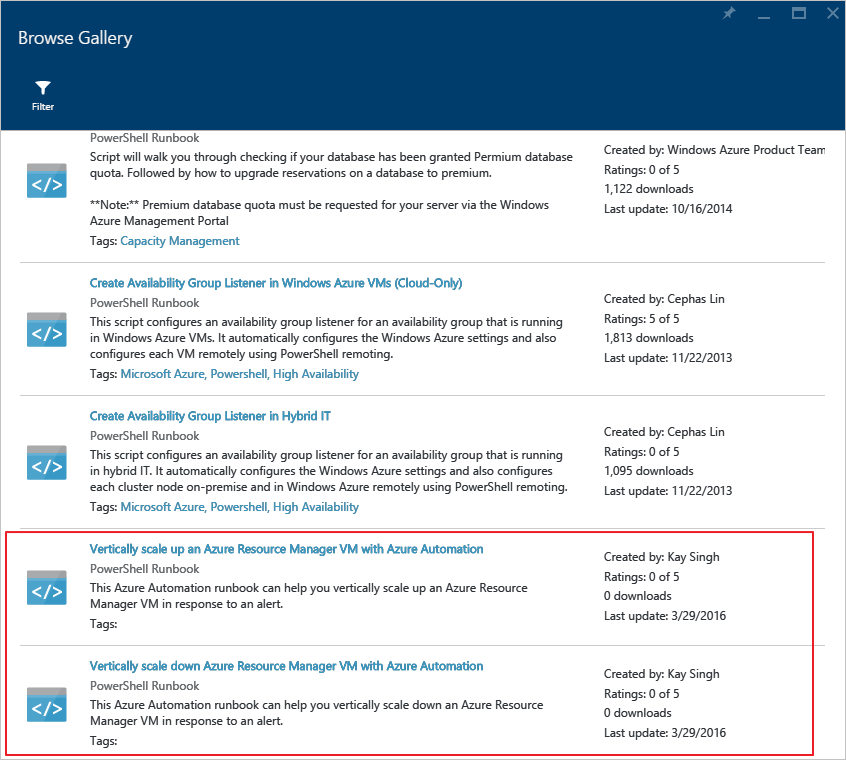 Browse Gallery
Filter
PowerShell Runbook
Script will walk you through checking if your database has been granted Permium database
quota. Followed by how to upgrade reservations on a database to premium.
**Note:** Premium database quota must be requested for your server via the Windows
Azure Management Portal
Tags: Capacity Management
Created by: Windows Azure Product Team
Ratings: 0 of 5
1,122 downloads
Last update: 10/16/2014
Create Availability Group Listener in Windows Azure VMs (Cloud-Only)
PowerShell Runbook
This script configures an availability group listener for an availability group that is running
in Windows Azure VMs. It automatically configures the Windows Azure settings and also
configures each VM remotely using PowerShell remoting.
Tags: Microsoft Azure, Powershell, High Availability
Created by: Cephas Lin
Ratings: 5 of 5
1,813 downloads
Last update: 11/22/2013
Create Availability Group Listener in Hybrid IT
PowerShell Runbook
This script configures an availability group listener for an availability group that is running
in hybrid IT. It automatically configures the Windows Azure settings and also configures
each cluster node on-premise and in Windows Azure remotely using PowerShell remoting.
Tags: Microsoft Azure, Powershell, High Availability
Created by: Cephas Lin
Ratings: 0 of 5
1,095 downloads
Last update: 11/22/2013
Vertically scale up an Azure Resource Manager VM with Azure Automation
PowerShell Runbook
This Azure Automation runbook can help you vertically scale up an Azure Resource
Manager VM in response to an alert.
Tags:
Created by: Kay Singh
Ratings: 0 of 5
0 downloads
Last update: 3/29/2016
Vertically scale down Azure Resource Manager VM with Azure Automation
PowerShell Runbook
This Azure Automation runbook can help you vertically scale down an Azure Resource
Manager VM in response to an alert.
Tags:
Created by: Kay Singh
Ratings: 0 of 5
0 downloads
Last update: 3/29/2016